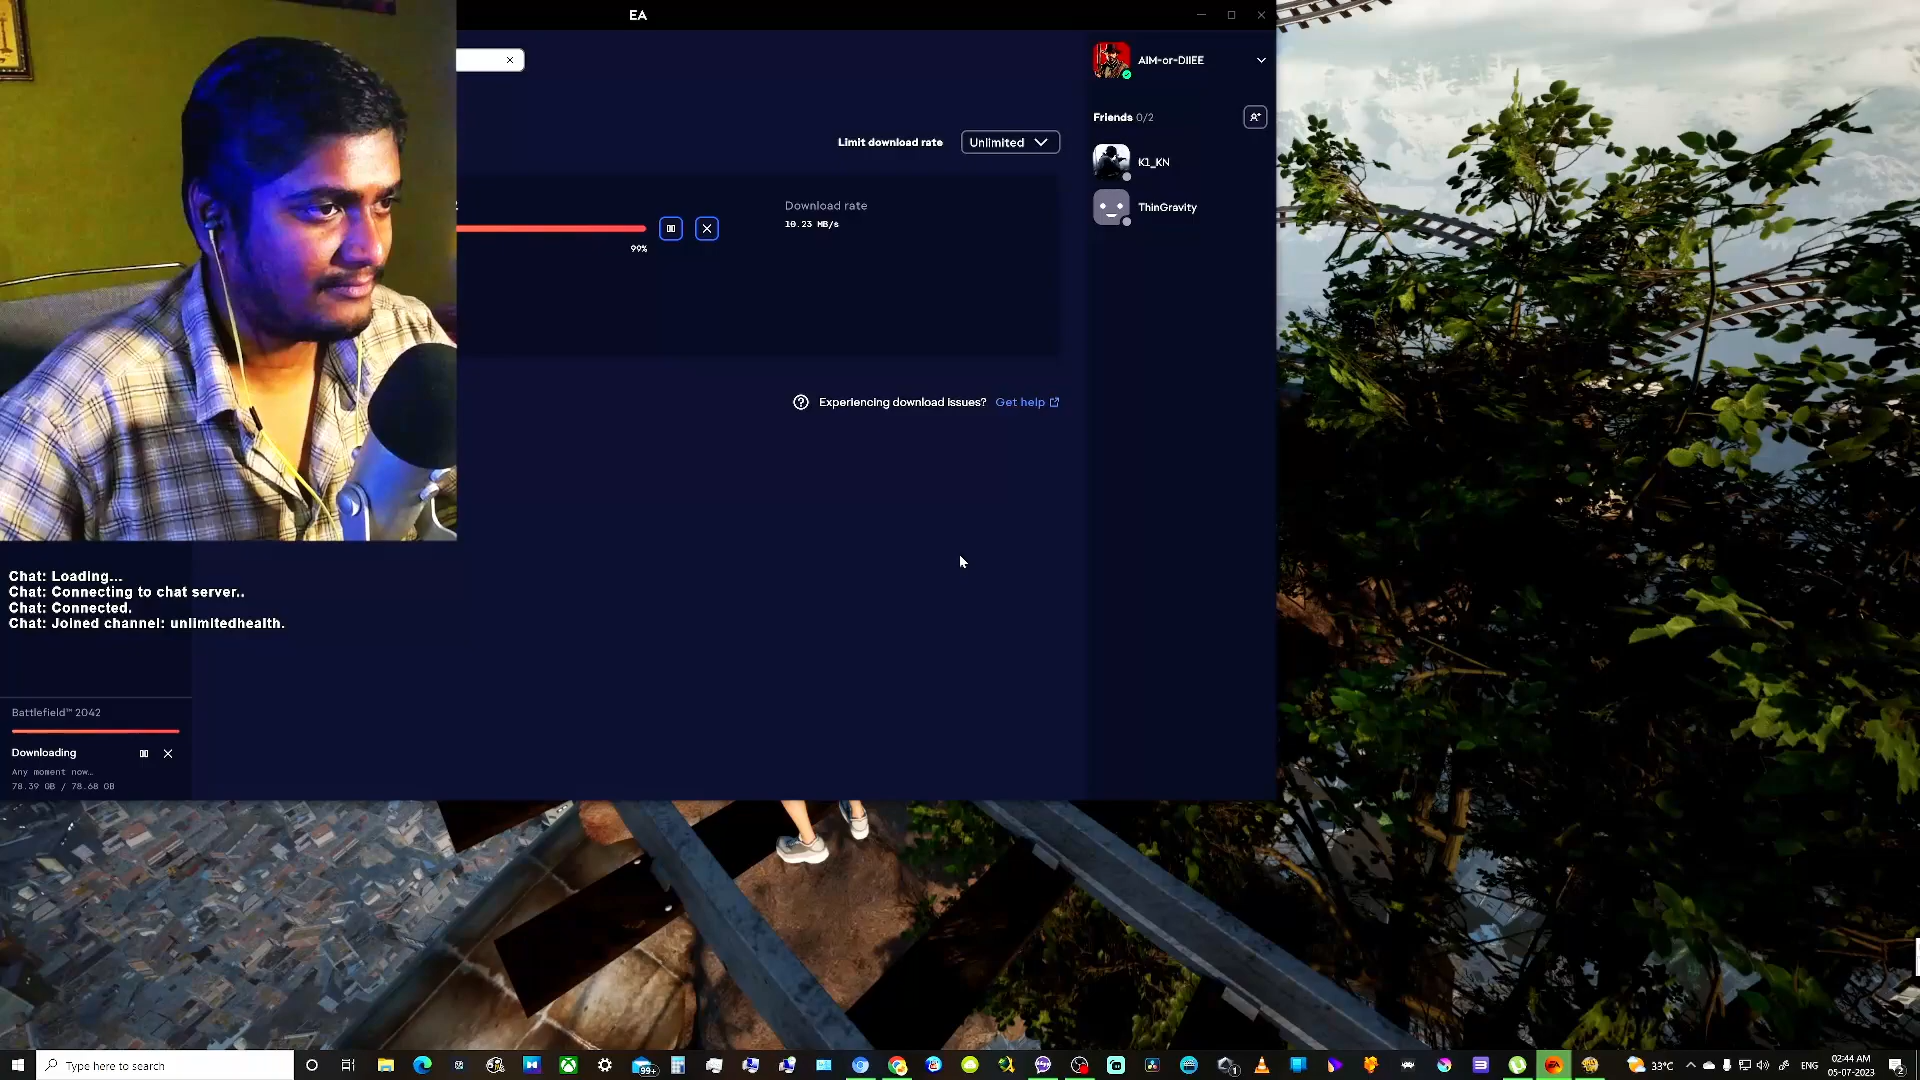 EA
AIM-or-DIIEE
Friends 0/2
Limit download rate
Unlimited
K1_KN
Download rate
10.23 MB/s
99%
ThinGravity
Experiencing download issues? Get help
Chat: Loading...
Chat: Connecting to chat server..
Chat: Connected.
Chat: Joined channel: unlimitedhealth.
Battlefield™ 2042
Downloading
Any moment now...
78.39 GB / 78.68 GB
Type here to search
99+
1
33°C
ENG
02:44 AM
05-07-2023
2